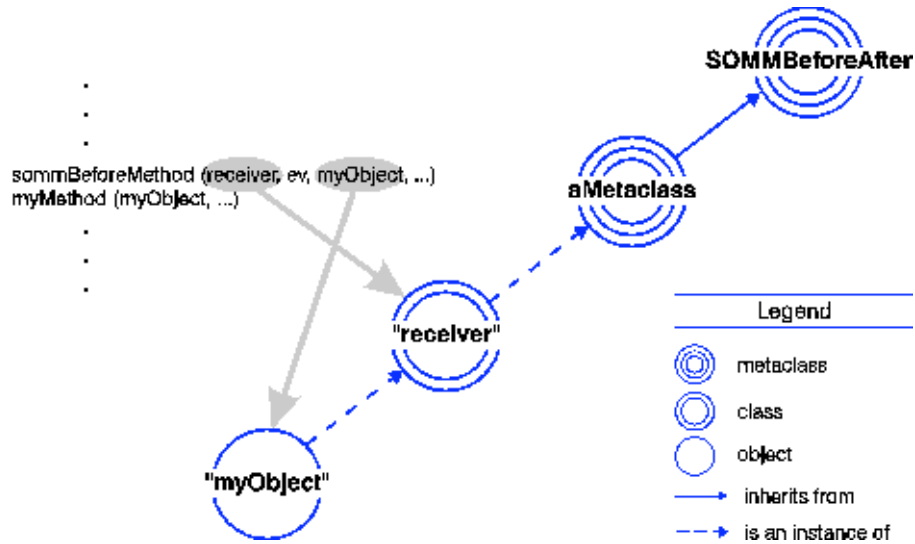 SOMMBeforeAfter
sommBeforeMethod (receiver, ev, myObject, ...)
myMethod (myObject, ...)
aMetaclass
"receiver"
"myObject"
Legend
metaclass
class
object
inherits from
is an instance of